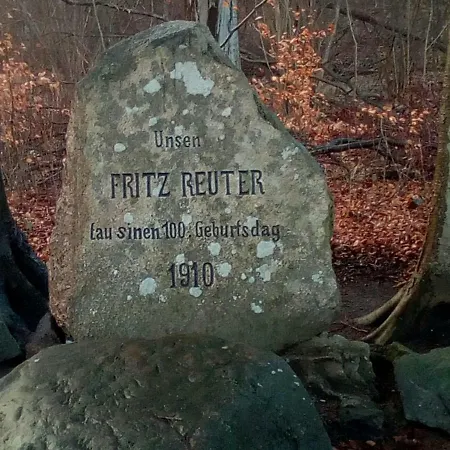 Unsen
FRITZ REUTER
tau sinen 100. Geburtsdag
1910